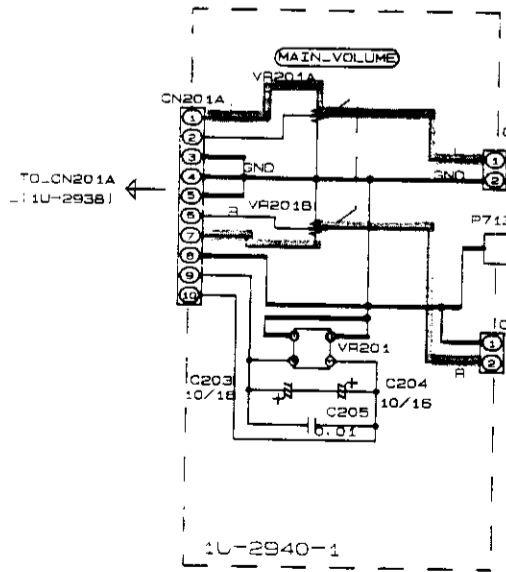 MAIN_VOLUME
VR201A
CN201A
1
2
3
4
5
6
7
8
9
10
GND
TO_CN201A
(1U-2938)
R
VR201B
L
GND
1
2
P713
1
2
R
VR201
C203
10/16
C204
10/16
C205
0.01
1U-2940-1